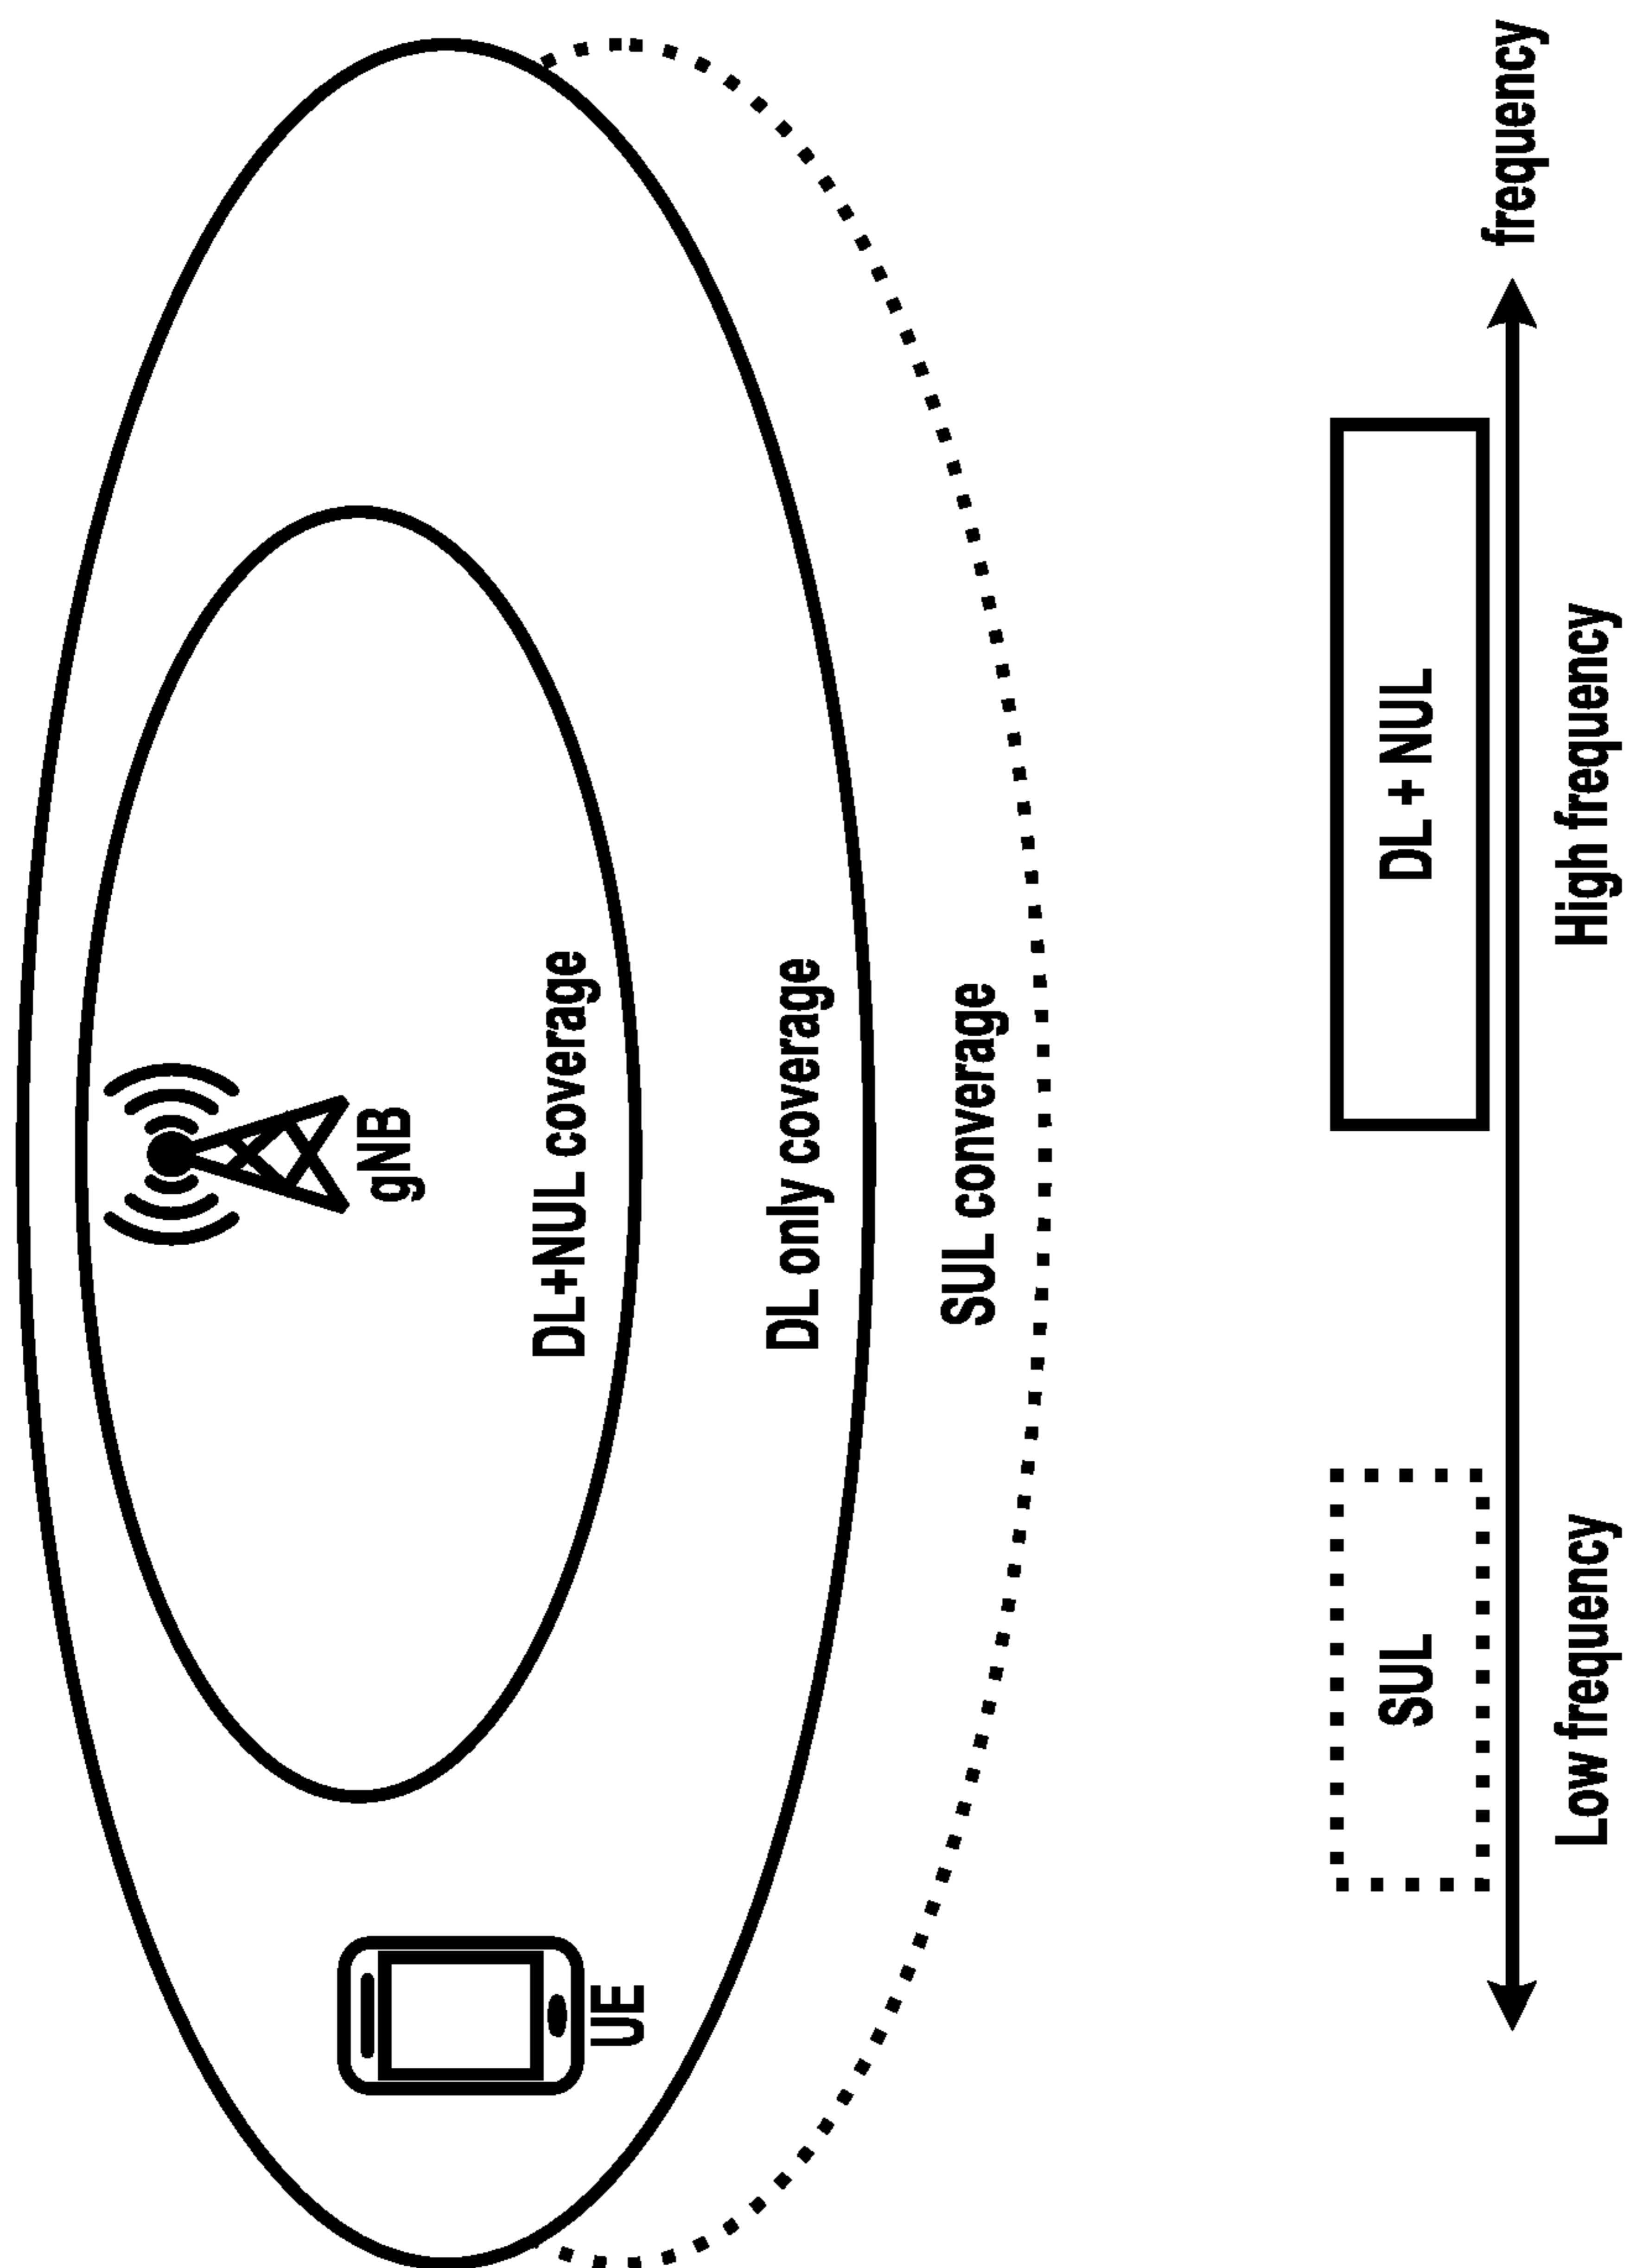 gNB
DL+NUL coverage
UE
DL only coverage
SUL converage
SUL
DL + NUL
frequency
Low frequency
High frequency